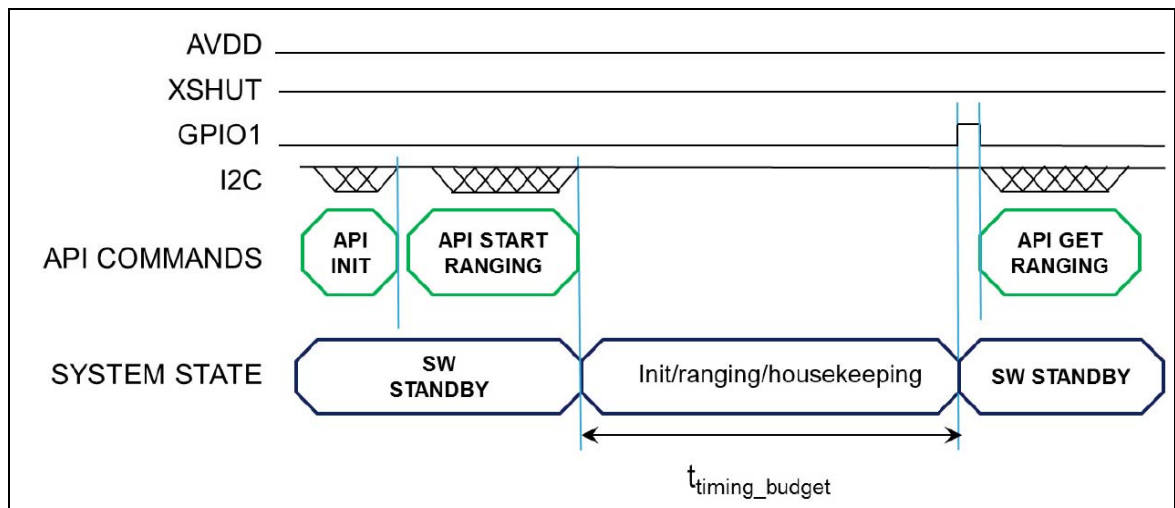 AVDD
XSHUT
GPIO1
I2C
API COMMANDS
API
INIT
API START
RANGING
API GET
RANGING
SYSTEM STATE
SW
STANDBY
Init/ranging/housekeeping
SW STANDBY
ttiming_budget